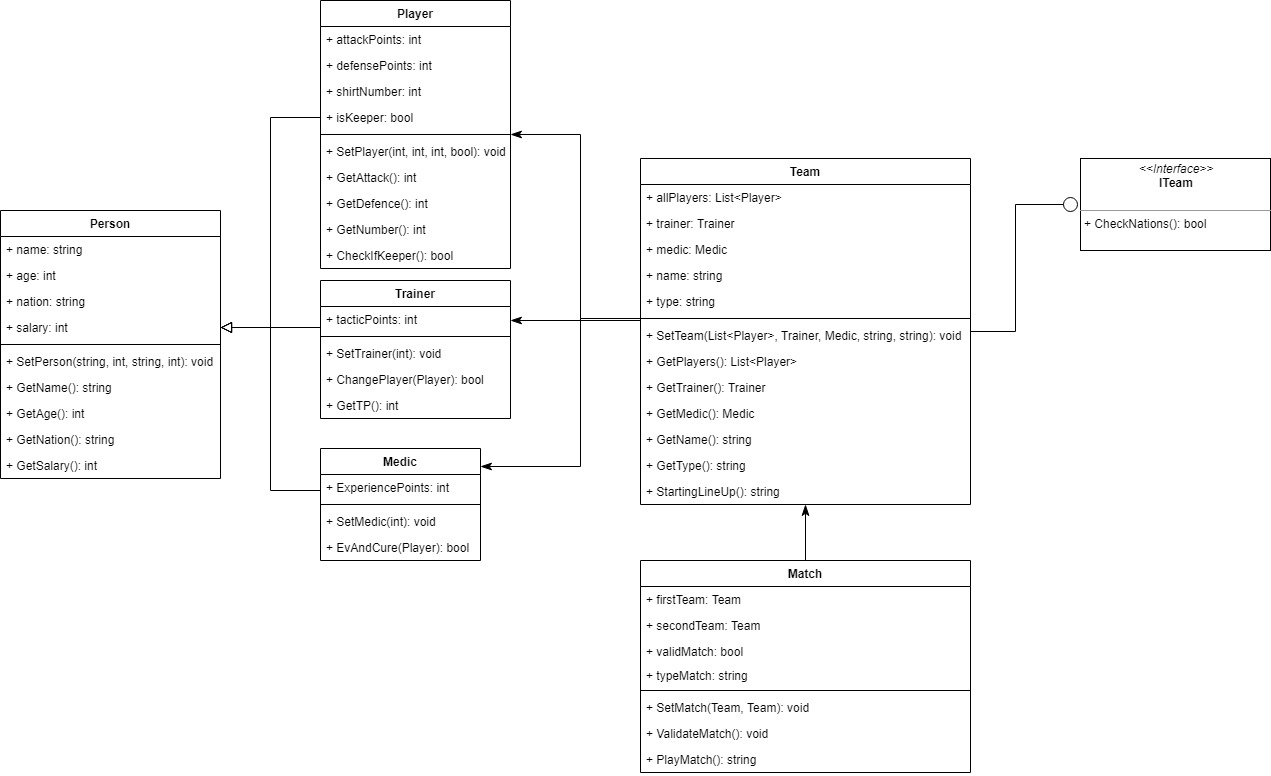 Player
+ attackPoints: int
+ defensePoints: int
+ shirtNumber: int
+ isKeeper: bool
+ SetPlayer(int, int, int, bool): void
+ GetAttack(): int
+ GetDefence(): int
+ GetNumber(): int
+ CheckIfKeeper(): bool
Person
+ name: string
+ age: int
+ nation: string
+ salary: int
+ SetPerson(string, int, string, int): void
+ GetName(): string
+ GetAge(): int
+ GetNation(): string
+ GetSalary(): int
Trainer
+ tacticPoints: int
+ SetTrainer(int): void
+ ChangePlayer(Player): bool
+ GetTP(): int
Medic
+ ExperiencePoints: int
+ SetMedic(int): void
+ EvAndCure(Player): bool
Team
+ allPlayers: List<Player>
+ trainer: Trainer
+ medic: Medic
+ name: string
+ type: string
+ SetTeam(List<Player>, Trainer, Medic, string, string): void
+ GetPlayers(): List<Player>
+ GetTrainer(): Trainer
+ GetMedic(): Medic
+ GetName(): string
+ GetType(): string
+ StartingLineUp(): string
<<Interface>>
ITeam
+ CheckNations(): bool
Match
+ firstTeam: Team
+ secondTeam: Team
+ validMatch: bool
+ typeMatch: string
+ SetMatch(Team, Team): void
+ ValidateMatch(): void
+ PlayMatch(): string